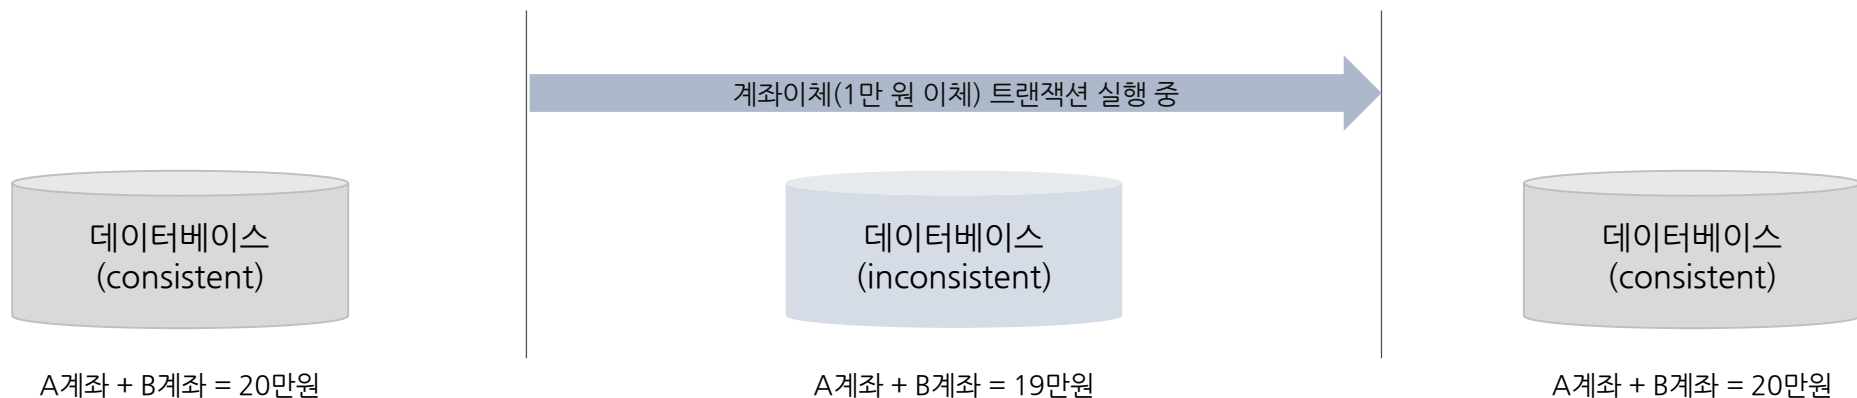 계좌이체(1만 원 이체) 트랜잭션 실행 중
데이터베이스
(consistent)
데이터베이스
(inconsistent)
데이터베이스
(consistent)
A계좌 + B계좌 = 20만원
A계좌 + B계좌 = 19만원
A계좌 + B계좌 = 20만원